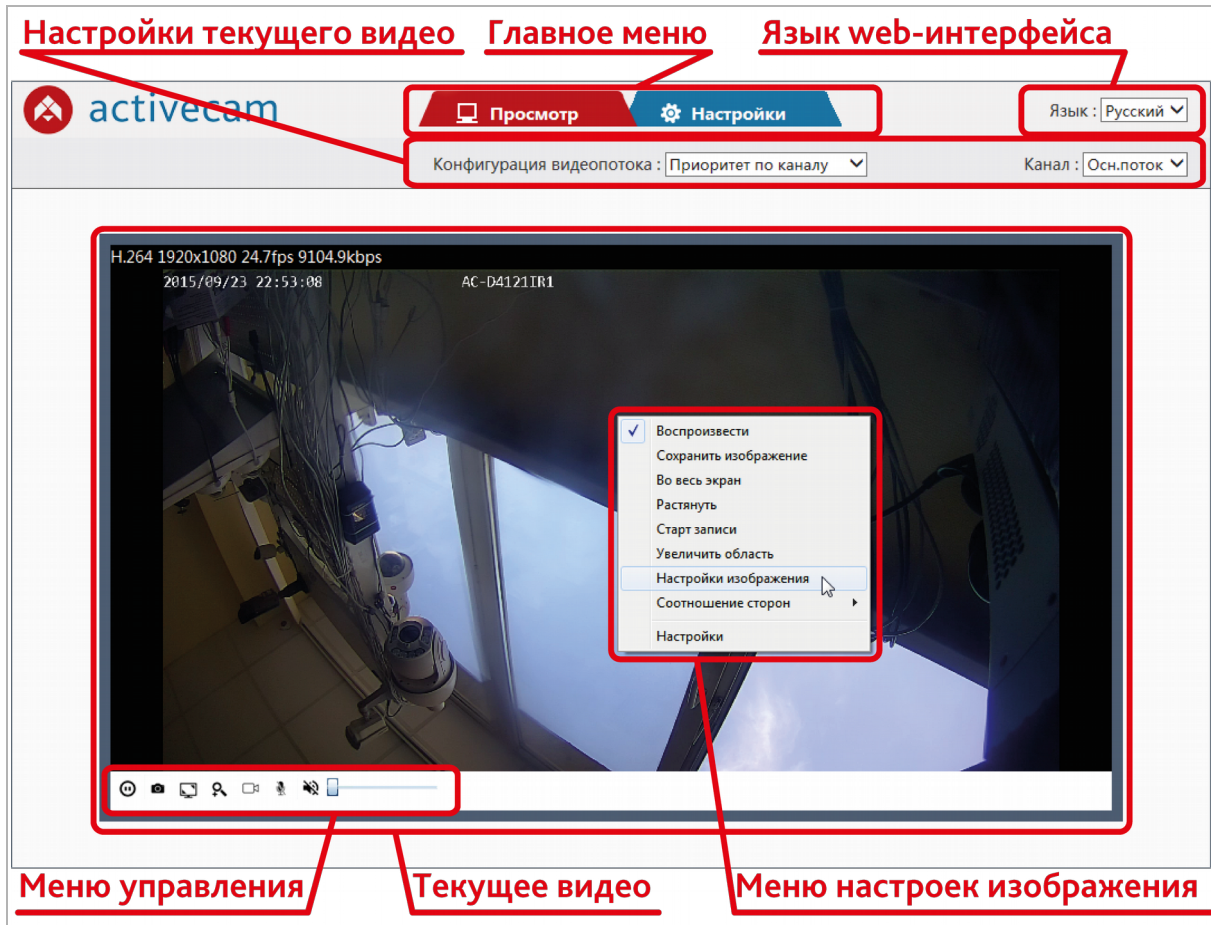 Настройки текущего видео Главное меню Язык web-интерфейса
activecam Просмотр Настройки Язык : Русский
Конфигурация видеопотока : Приоритет по каналу Канал : Осн.поток
H.264 1920x1080 24.7fps 9104.9kbps
2015/09/23 22:53:08 AC-D4121IR1
Воспроизвести
Сохранить изображение
Во весь экран
Растянуть
Старт записи
Увеличить область
Настройки изображения
Соотношение сторон
Настройки
Меню управления Текущее видео Меню настроек изображения